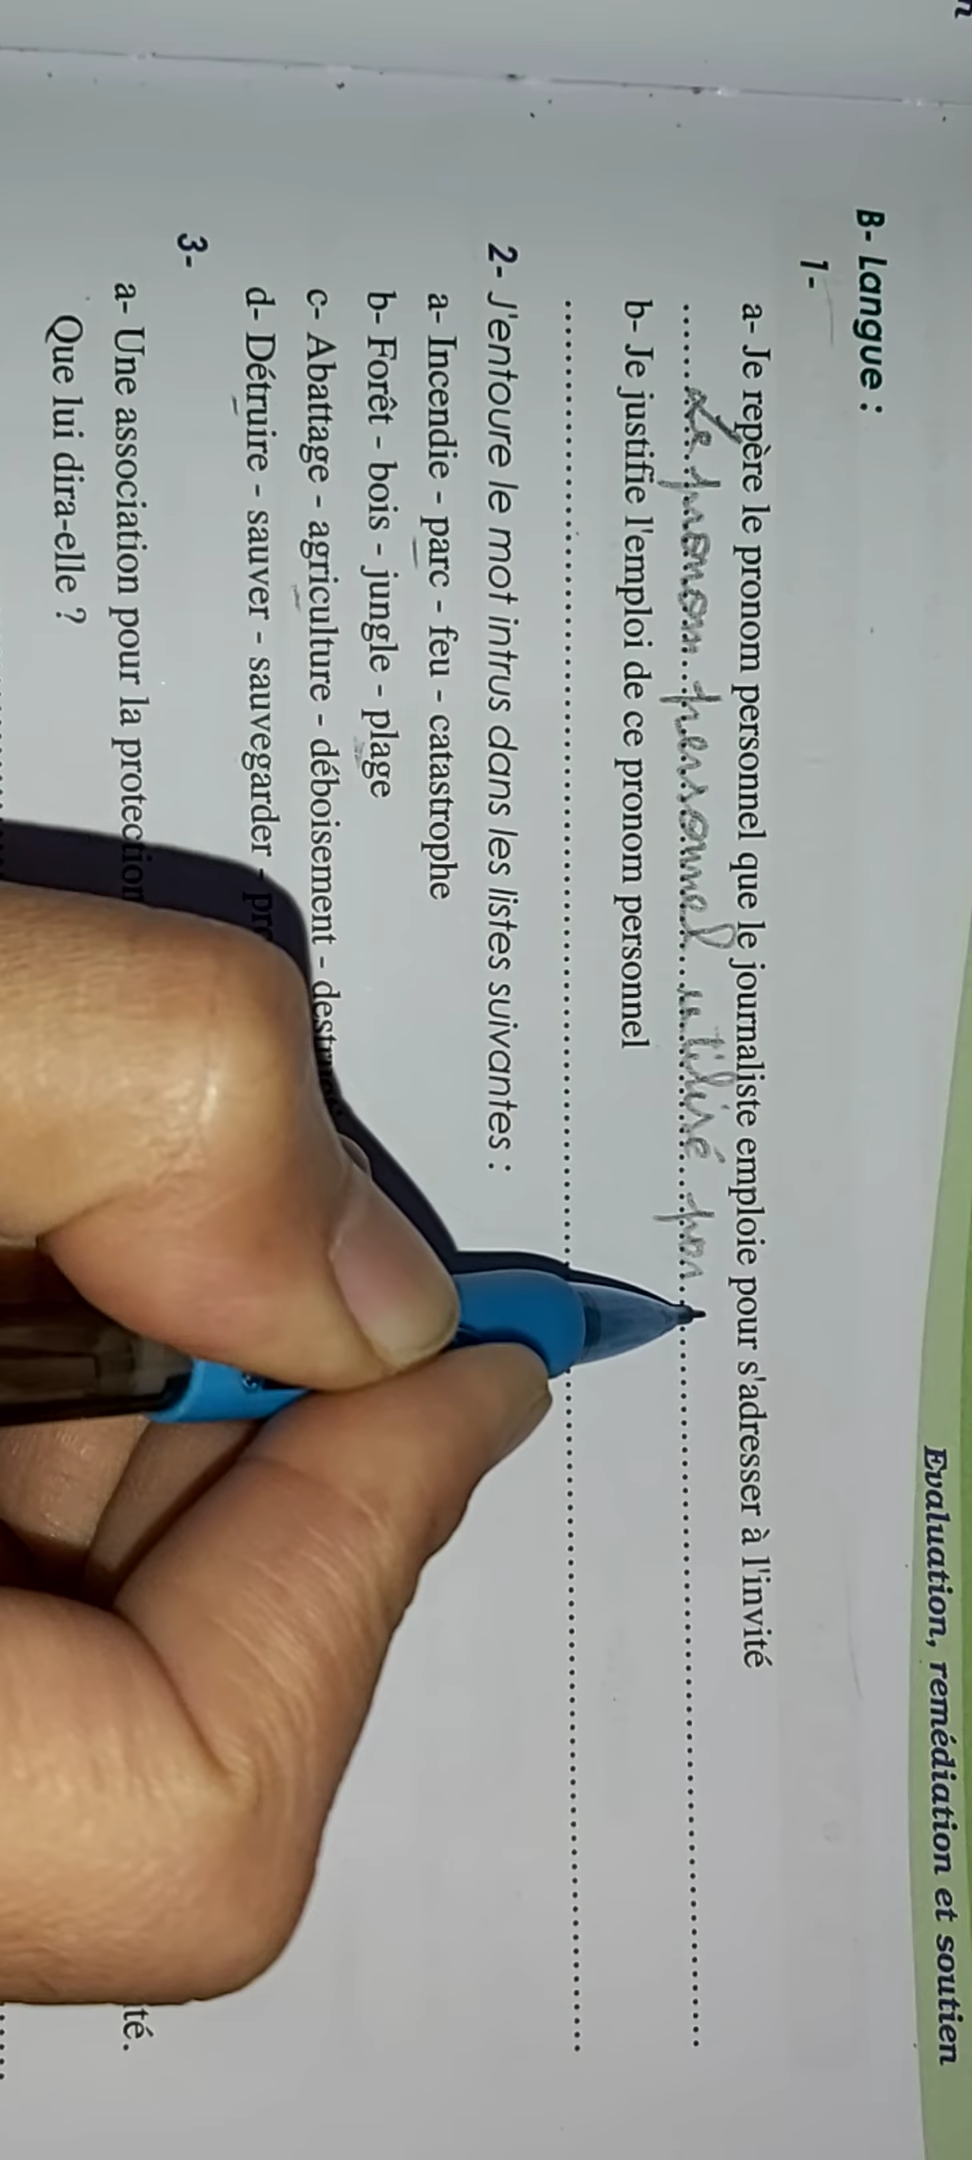 n
Evaluation, remédiation et soutien
B- Langue :
1-
a- Je repère le pronom personnel que le journaliste emploie pour s'adresser à l'invité
Le pronom personnel utilisé par
b- Je justifie l'emploi de ce pronom personnel
2- J'entoure le mot intrus dans les listes suivantes :
a- Incendie - parc - feu - catastrophe
b- Forêt - bois - jungle - plage
c- Abattage - agriculture - déboisement -
d- Détruire - sauver - sauvegarder -
3-
a- Une association pour la protection
Que lui dira-elle ?